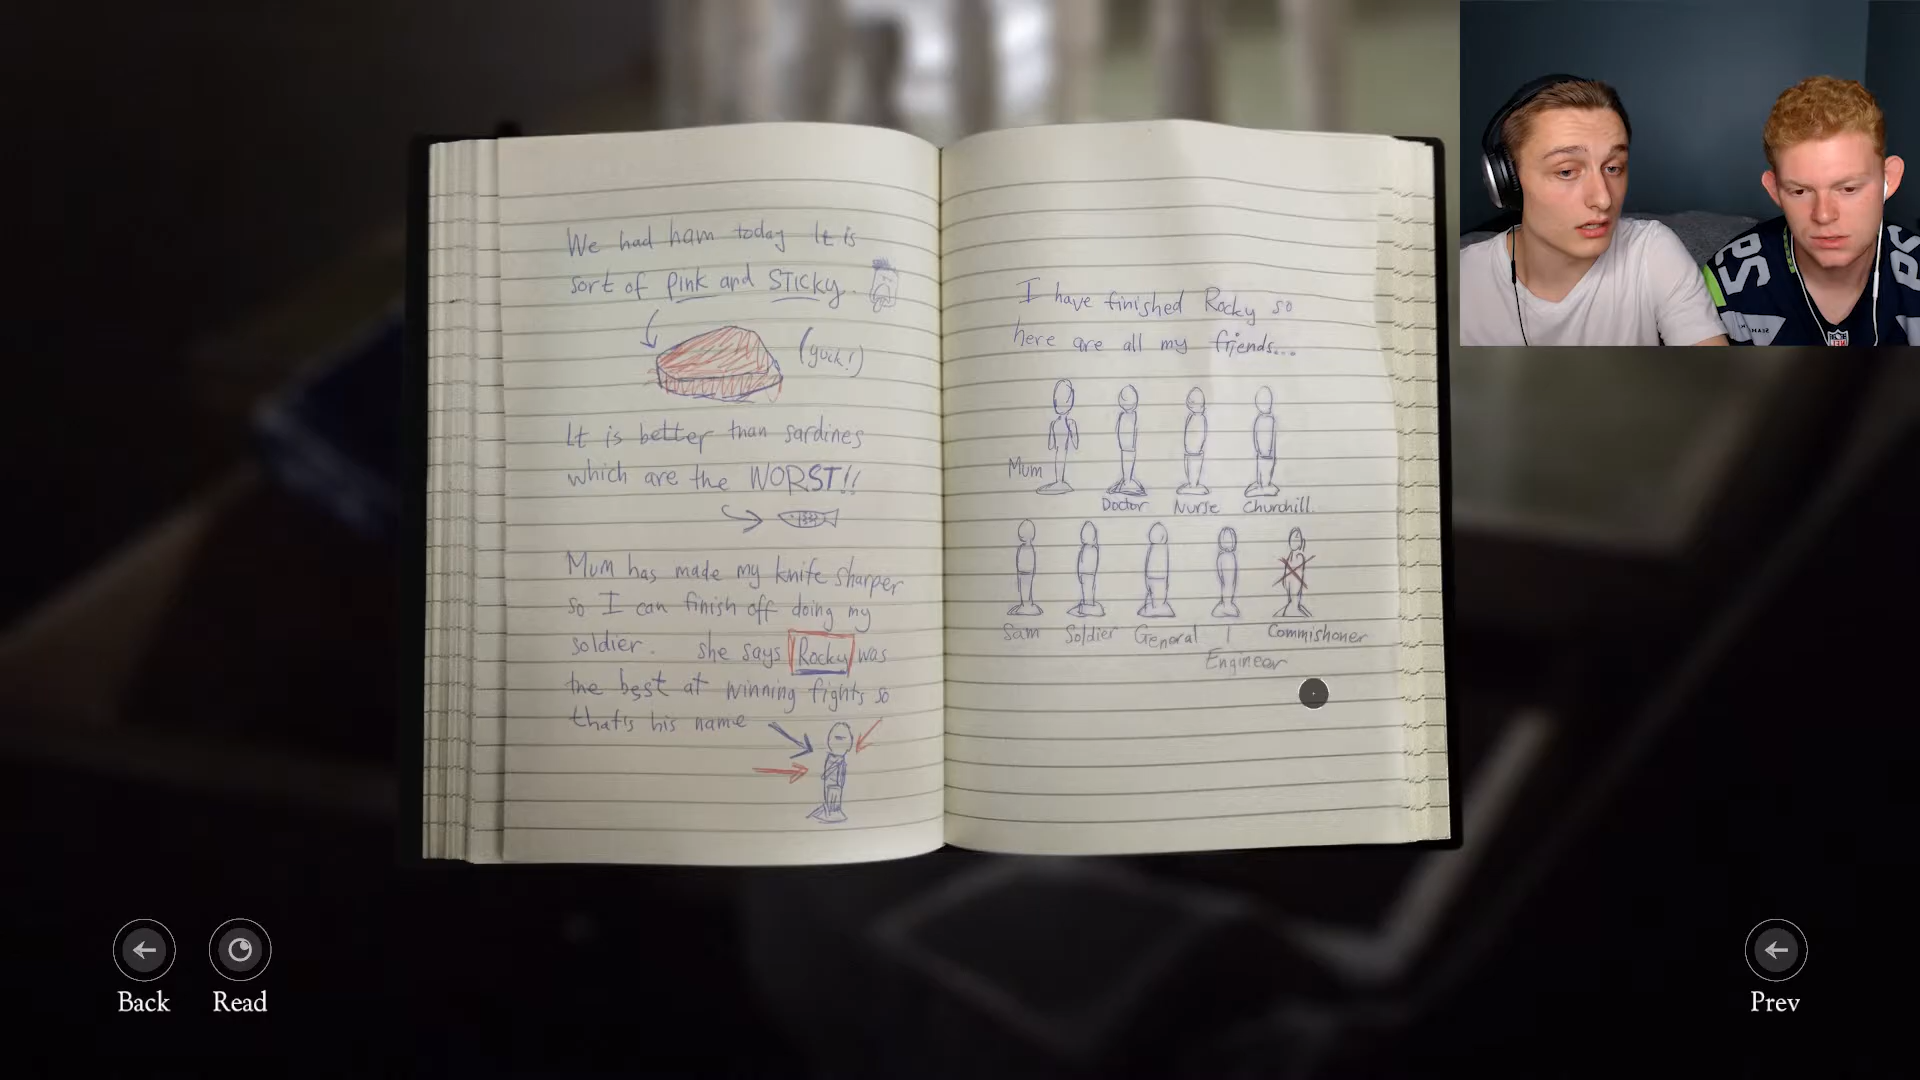 We had ham today It is
sort of pink and STICKY.
(yuck!)
It is better than sardines
which are the WORST!!
Mum has made my knife sharper
so I can finish off doing my
soldier. she says Rocky was
the best at winning fights so
that's his name
I have finished Rocky so
here are all my friends...
Mum
Doctor Nurse Churchill
Sam Soldier General Engineer Commishoner
Back Read
Prev